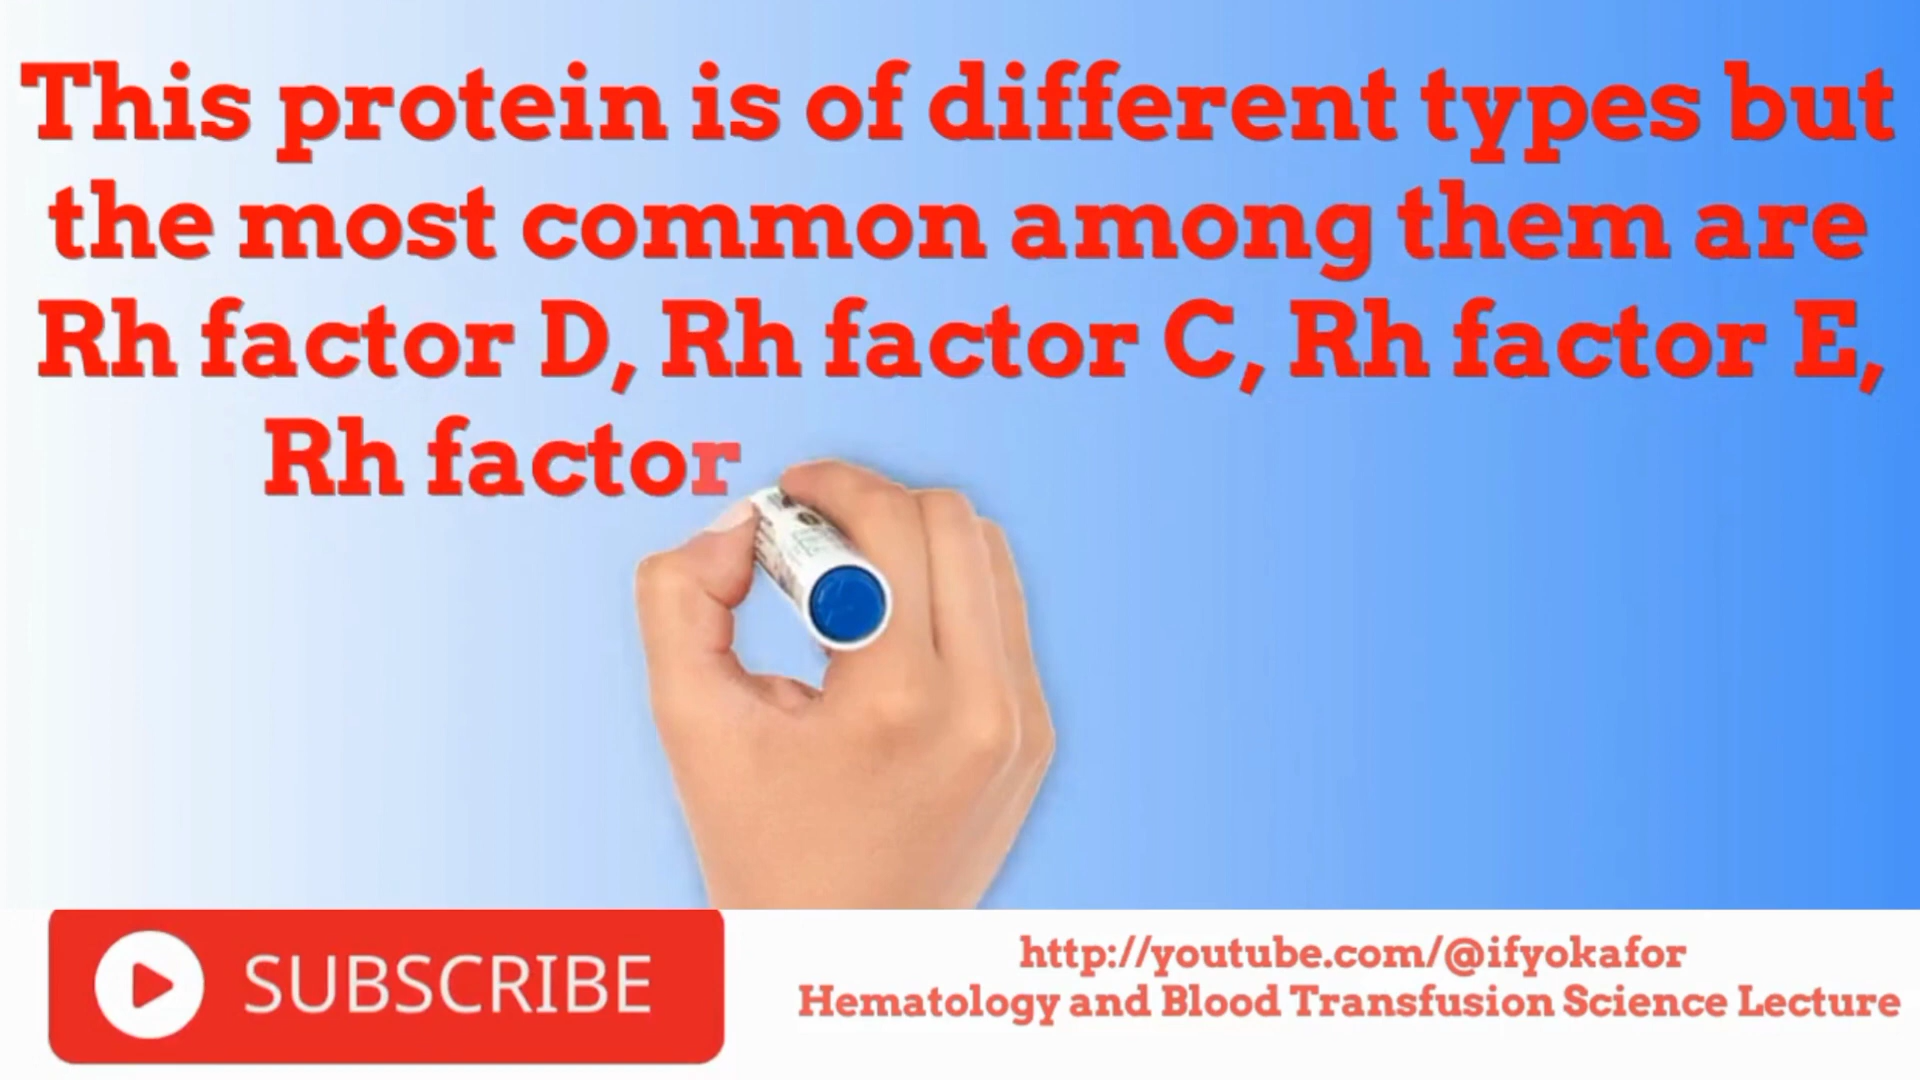 This protein is of different types but
the most common among them are
Rh factor D, Rh factor C, Rh factor E,
Rh factor
SUBSCRIBE
http://youtube.com/@ifyokafor
Hematology and Blood Transfusion Science Lecture